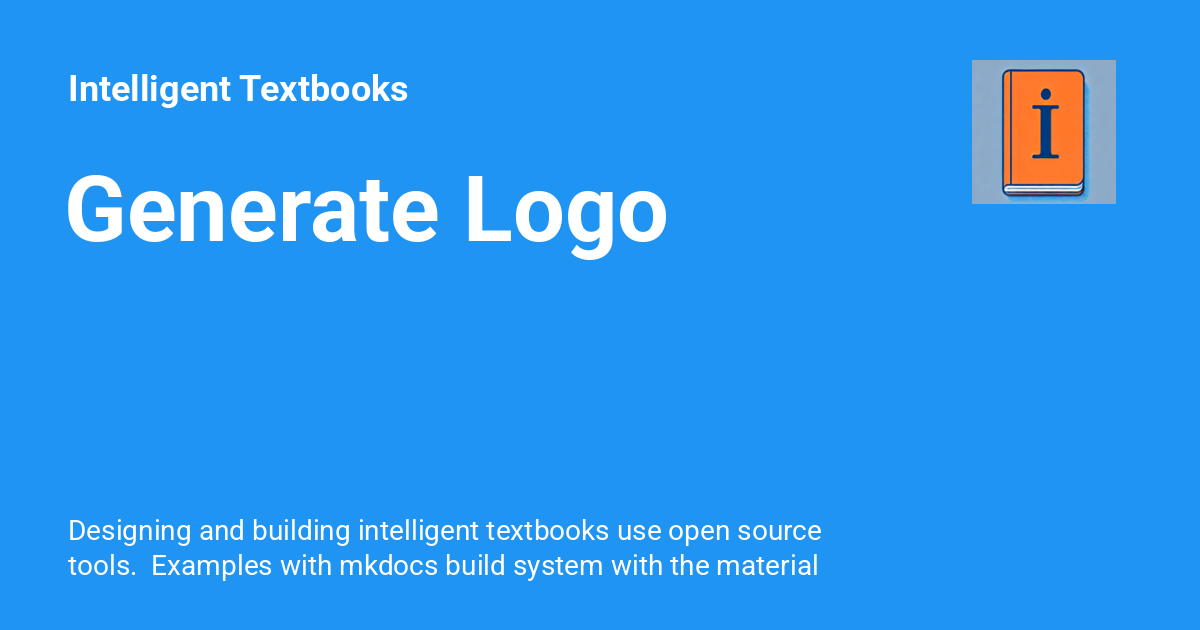 Intelligent Textbooks
i
Generate Logo
Designing and building intelligent textbooks use open source
tools.  Examples with mkdocs build system with the material